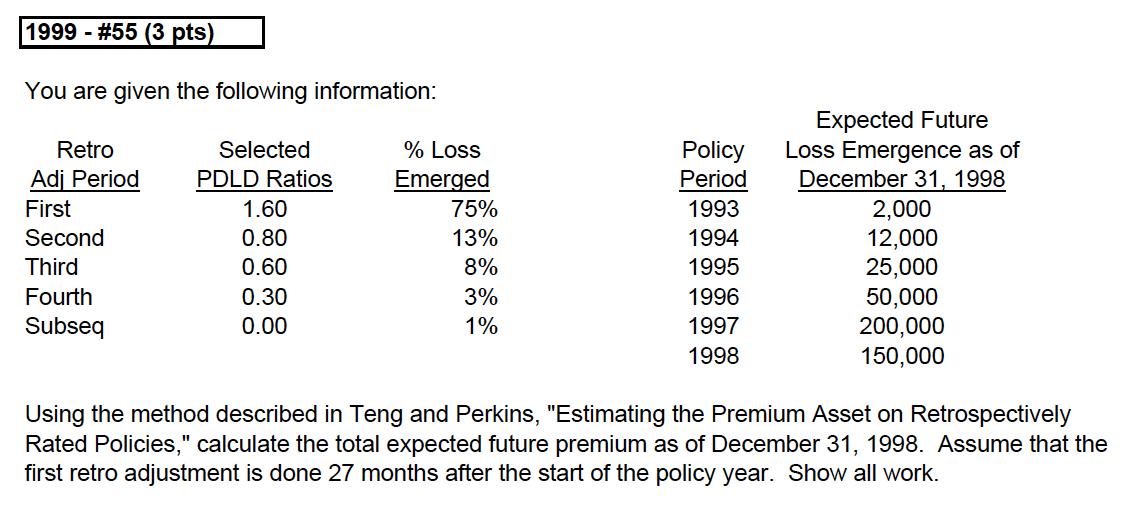 1999 - #55 (3 pts)
You are given the following information:
Expected Future
Retro Selected % Loss Policy Loss Emergence as of
Adj Period PDLD Ratios Emerged Period December 31, 1998
First 1.60 75% 1993 2,000
Second 0.80 13% 1994 12,000
Third 0.60 8% 1995 25,000
Fourth 0.30 3% 1996 50,000
Subseq 0.00 1% 1997 200,000
1998 150,000
Using the method described in Teng and Perkins, "Estimating the Premium Asset on Retrospectively
Rated Policies," calculate the total expected future premium as of December 31, 1998. Assume that the
first retro adjustment is done 27 months after the start of the policy year. Show all work.